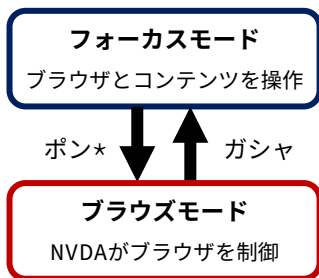 フォーカスモード
ブラウザとコンテンツを操作
ポン* ガシャ
ブラウズモード
NVDAがブラウザを制御